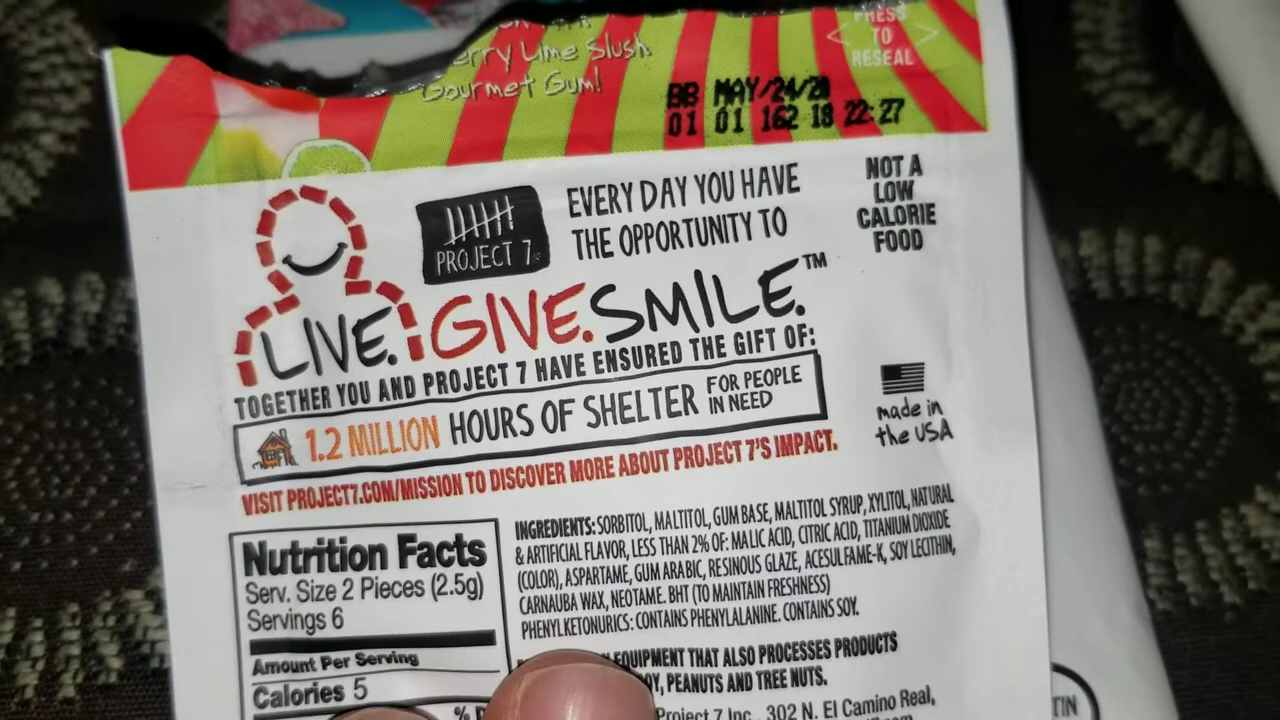 erry Lime Slush
Gourmet Gum!
PRESS
TO
RESEAL
BB MAY/24/20
01 01 162 18 22:27
PROJECT 7
EVERY DAY YOU HAVE
THE OPPORTUNITY TO
NOT A
LOW
CALORIE
FOOD
LIVE. GIVE. SMILE.™
TOGETHER YOU AND PROJECT 7 HAVE ENSURED THE GIFT OF:
1.2 MILLION HOURS OF SHELTER FOR PEOPLE
IN NEED
made in
the USA
VISIT PROJECT7.COM/MISSION TO DISCOVER MORE ABOUT PROJECT 7'S IMPACT.
Nutrition Facts
Serv. Size 2 Pieces (2.5g)
Servings 6
Amount Per Serving
Calories 5
INGREDIENTS: SORBITOL, MALTITOL, GUM BASE, MALTITOL SYRUP, XYLITOL, NATURAL
& ARTIFICIAL FLAVOR, LESS THAN 2% OF: MALIC ACID, CITRIC ACID, TITANIUM DIOXIDE
(COLOR), ASPARTAME, GUM ARABIC, RESINOUS GLAZE, ACESULFAME-K, SOY LECITHIN,
CARNAUBA WAX, NEOTAME. BHT (TO MAINTAIN FRESHNESS)
PHENYLKETONURICS: CONTAINS PHENYLALANINE. CONTAINS SOY.
EQUIPMENT THAT ALSO PROCESSES PRODUCTS
PEANUTS AND TREE NUTS.
Project 7 Inc., 302 N. El Camino Real,